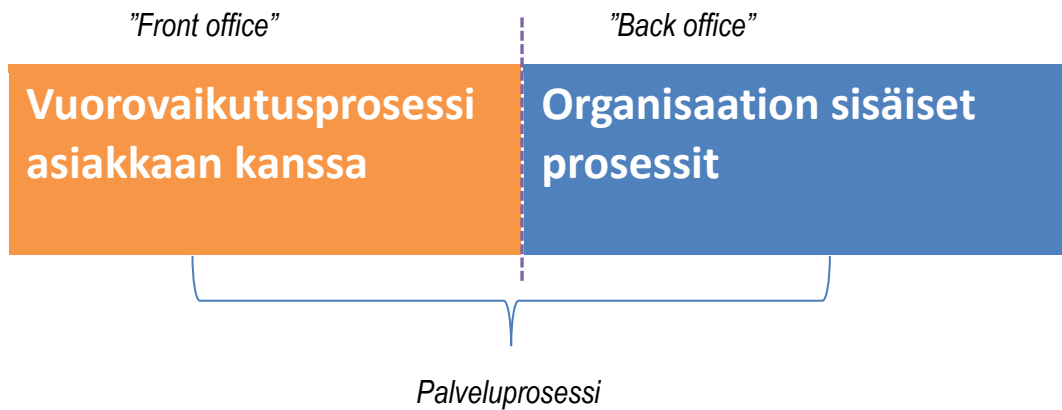 ”Front office”
”Back office”
Vuorovaikutusprosessi
asiakkaan kanssa
Organisaation sisäiset
prosessit
Palveluprosessi